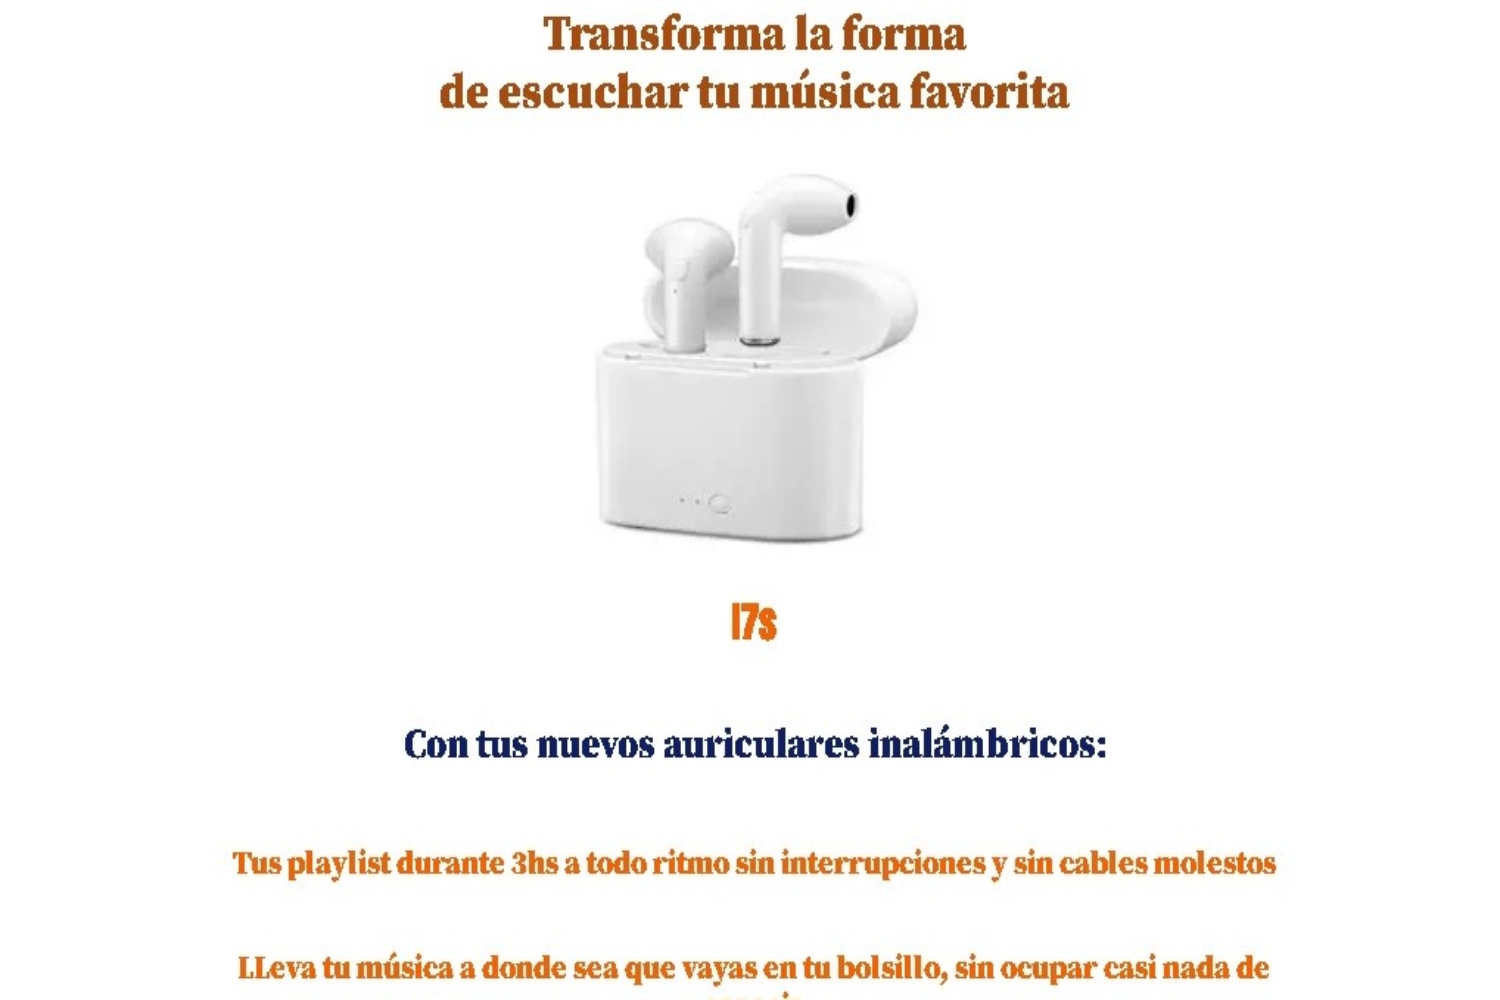 Transforma la forma
de escuchar tu música favorita
I7s
Con tus nuevos auriculares inalámbricos:
Tus playlist durante 3hs a todo ritmo sin interrupciones y sin cables molestos
LLeva tu música a donde sea que vayas en tu bolsillo, sin ocupar casi nada de